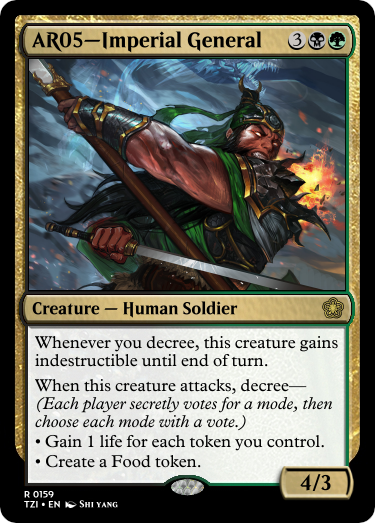 AR05—Imperial General 3
Creature — Human Soldier
Whenever you decree, this creature gains
indestructible until end of turn.
When this creature attacks, decree—
(Each player secretly votes for a mode, then
choose each mode with a vote.)
• Gain 1 life for each token you control.
• Create a Food token.
4/3
R 0159
TZI • EN Shi Yang